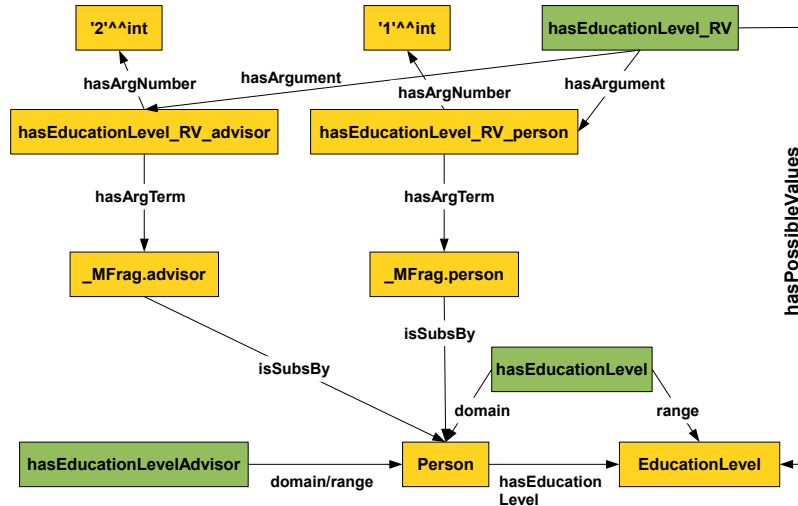 '2'^^int
'1'^^int
hasEducationLevel_RV
hasArgument
hasArgNumber
hasArgNumber
hasArgument
hasEducationLevel_RV_advisor
hasEducationLevel_RV_person
hasPossibleValues
hasArgTerm
hasArgTerm
_MFrag.advisor
_MFrag.person
isSubsBy
isSubsBy
hasEducationLevel
domain
range
hasEducationLevelAdvisor
domain/range
Person
hasEducation
Level
EducationLevel